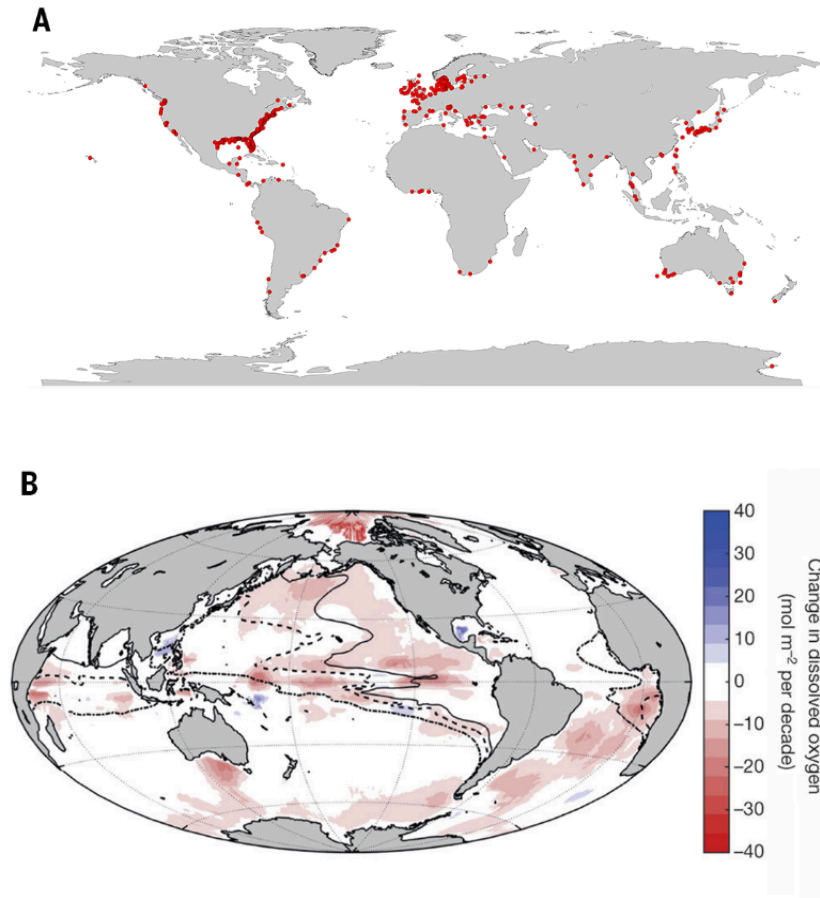 A
B
40
30
20
10
0
–10
–20
–30
–40
Change in dissolved oxygen
(mol m⁻² per decade)